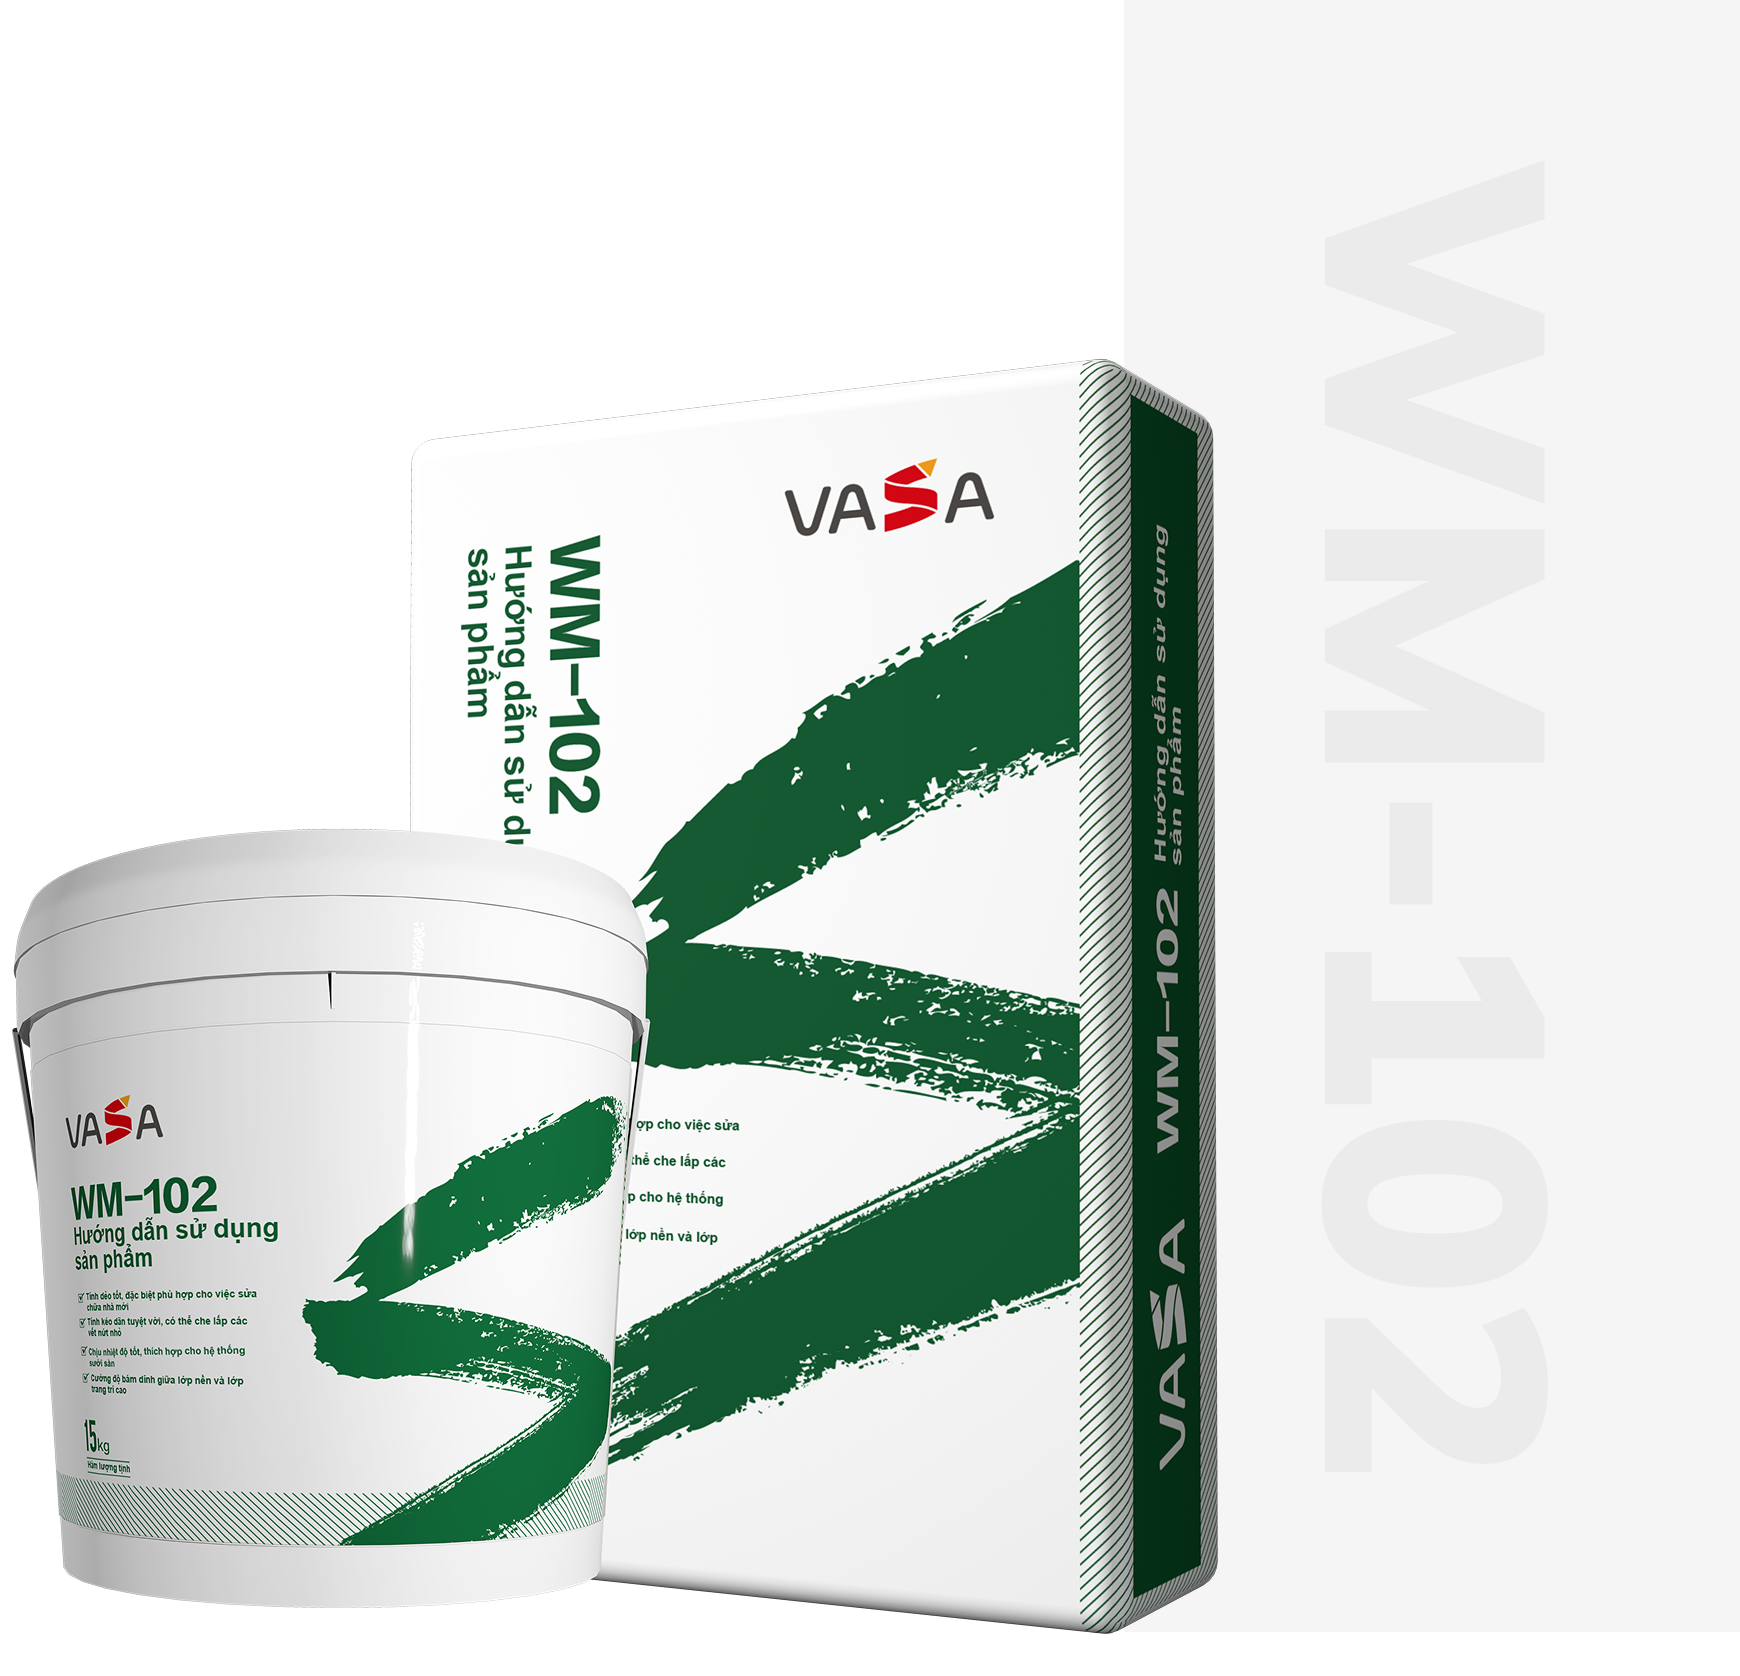 VASA
WM-102
Hướng dẫn sử dụ
sản phẩm
ợp cho việc sửa
thể che lấp các
p cho hệ thống
lớp nền và lớp
VASA
WM-102
Hướng dẫn sử dụng
sản phẩm
Tính dẻo tốt, đặc biệt phù hợp cho việc sửa
chữa nhà mới
Tính kéo dãn tuyệt vời, có thể che lấp các
vết nứt nhỏ
Chịu nhiệt độ tốt, thích hợp cho hệ thống
sưởi sàn
Cường độ bám dính giữa lớp nền và lớp
trang trí cao
15kg
Hàm lượng tịnh
VASA WM-102 Hướng dẫn sử dụng
sản phẩm
WM-102